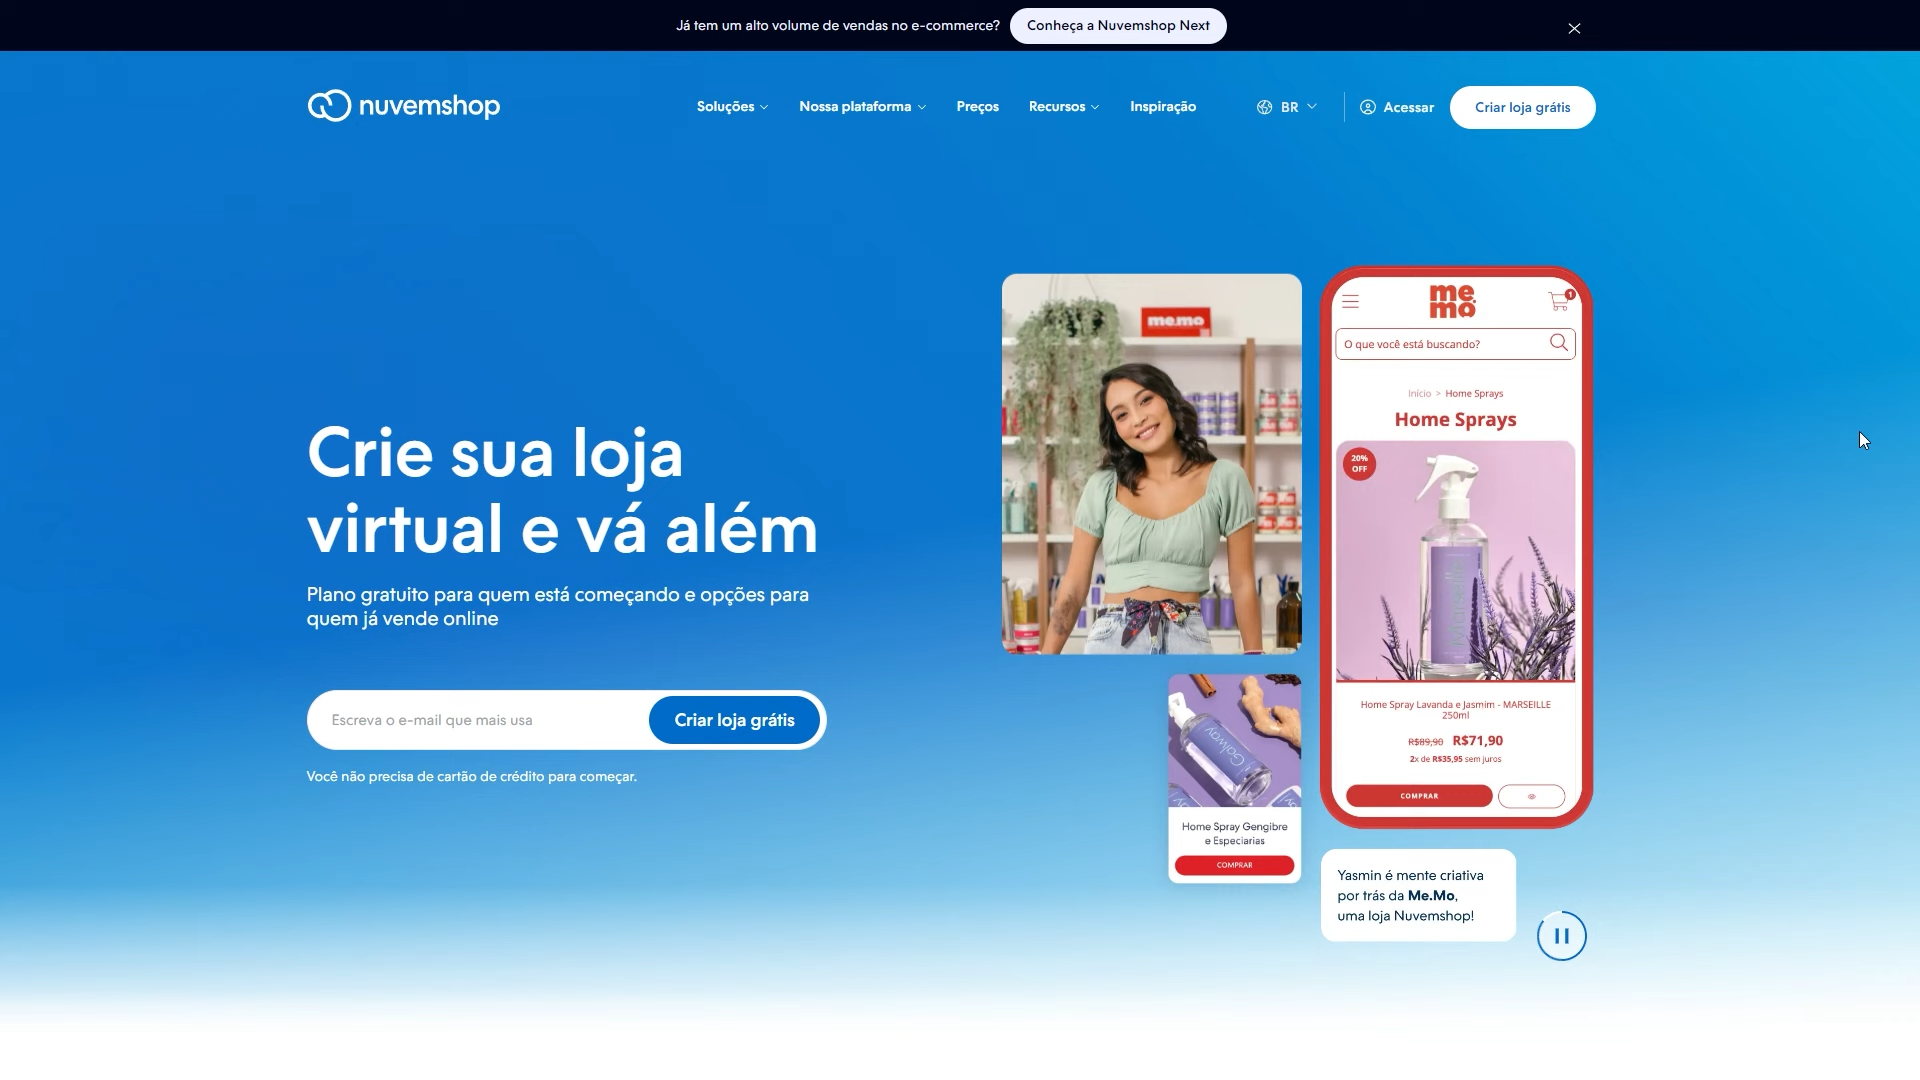 Já tem um alto volume de vendas no e-commerce?
Conheça a Nuvemshop Next
nuvemshop
Soluções
Nossa plataforma
Preços
Recursos
Inspiração
BR
Acessar
Criar loja grátis
Crie sua loja
virtual e vá além
Plano gratuito para quem está começando e opções para
quem já vende online
Escreva o e-mail que mais usa
Criar loja grátis
Você não precisa de cartão de crédito para começar.
me.mo
me.
mo
1
O que você está buscando?
Início > Home Sprays
Home Sprays
20%
OFF
Marseille
Home Spray Lavanda e Jasmim - MARSEILLE
250ml
R$89,90 R$71,90
2x de R$35,95 sem juros
COMPRAR
Galway
Home Spray Gengibre
e Especiarias
COMPRAR
Yasmin é mente criativa
por trás da Me.Mo,
uma loja Nuvemshop!